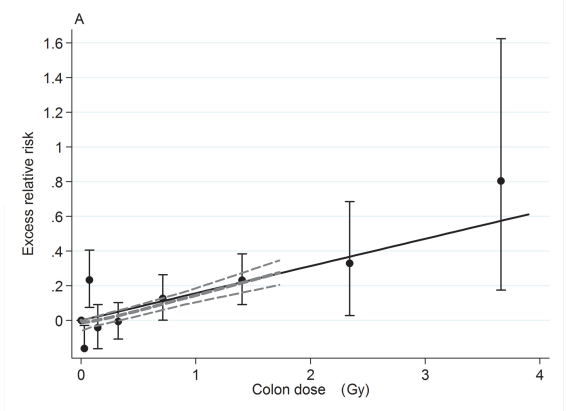 A
1.6
1.4
1.2
1
.8
.6
.4
.2
0
Excess relative risk
0 1 2 3 4
Colon dose (Gy)